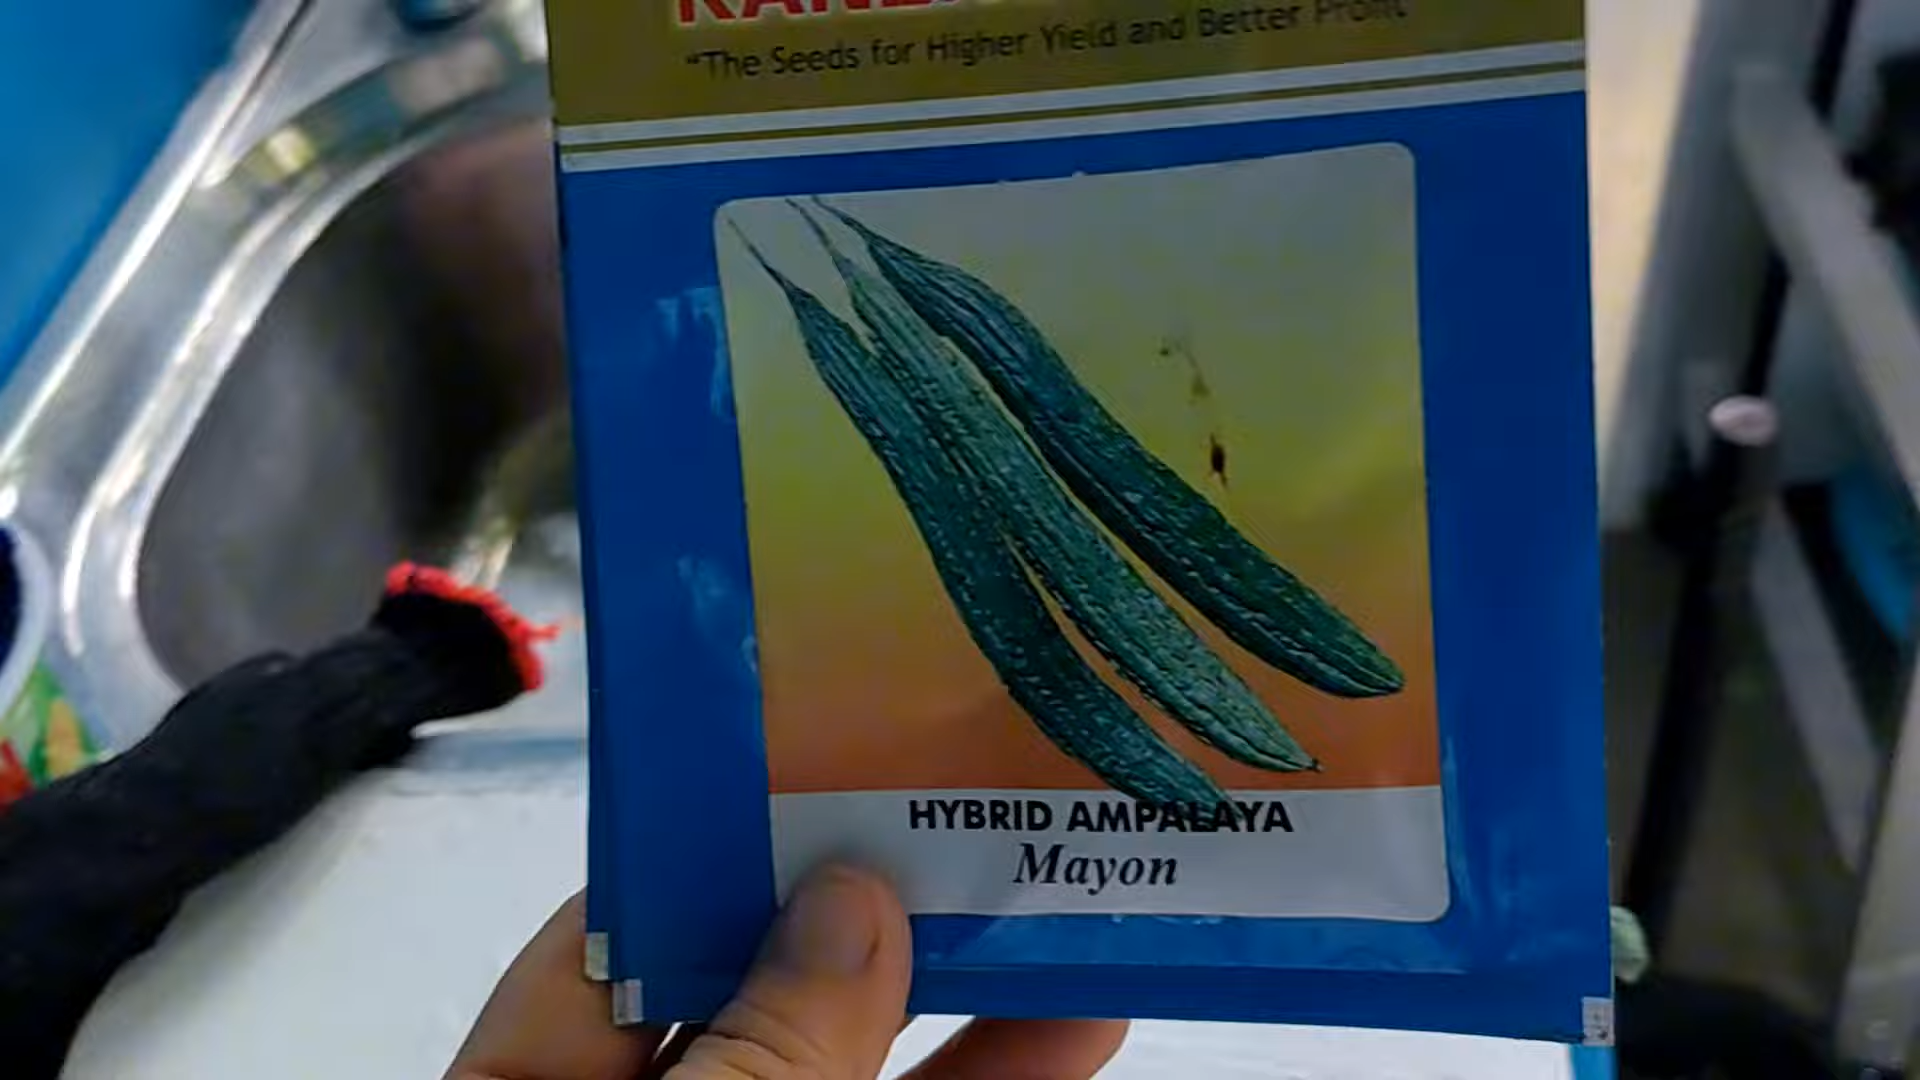 "The Seeds for Higher Yield and Better Profit
HYBRID AMPALAYA
Mayon